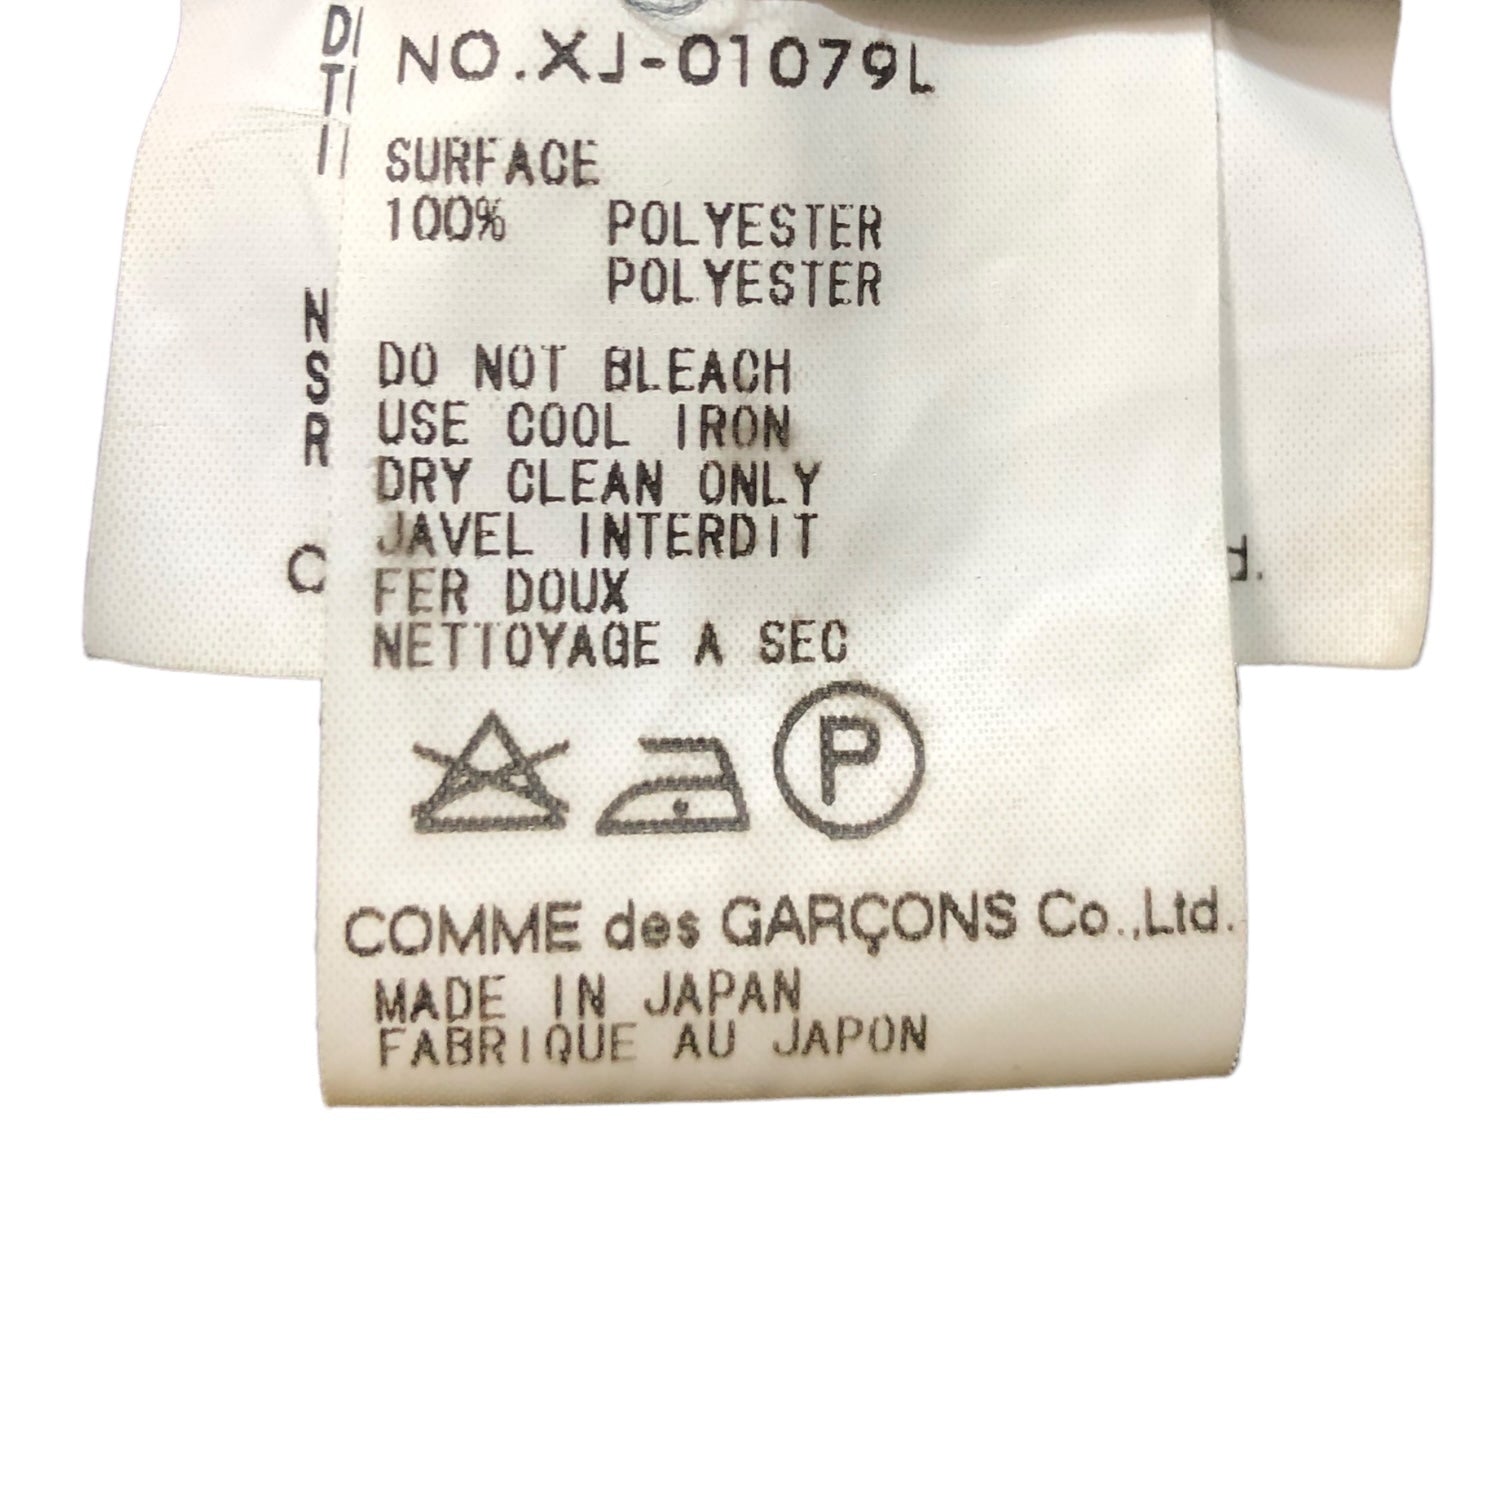 NO.XJ-01079L
SURFACE
100% POLYESTER
POLYESTER
DO NOT BLEACH
USE COOL IRON
DRY CLEAN ONLY
JAVEL INTERDIT
FER DOUX
NETTOYAGE A SEC
P
COMME des GARÇONS Co.,Ltd.
MADE IN JAPAN
FABRIQUE AU JAPON